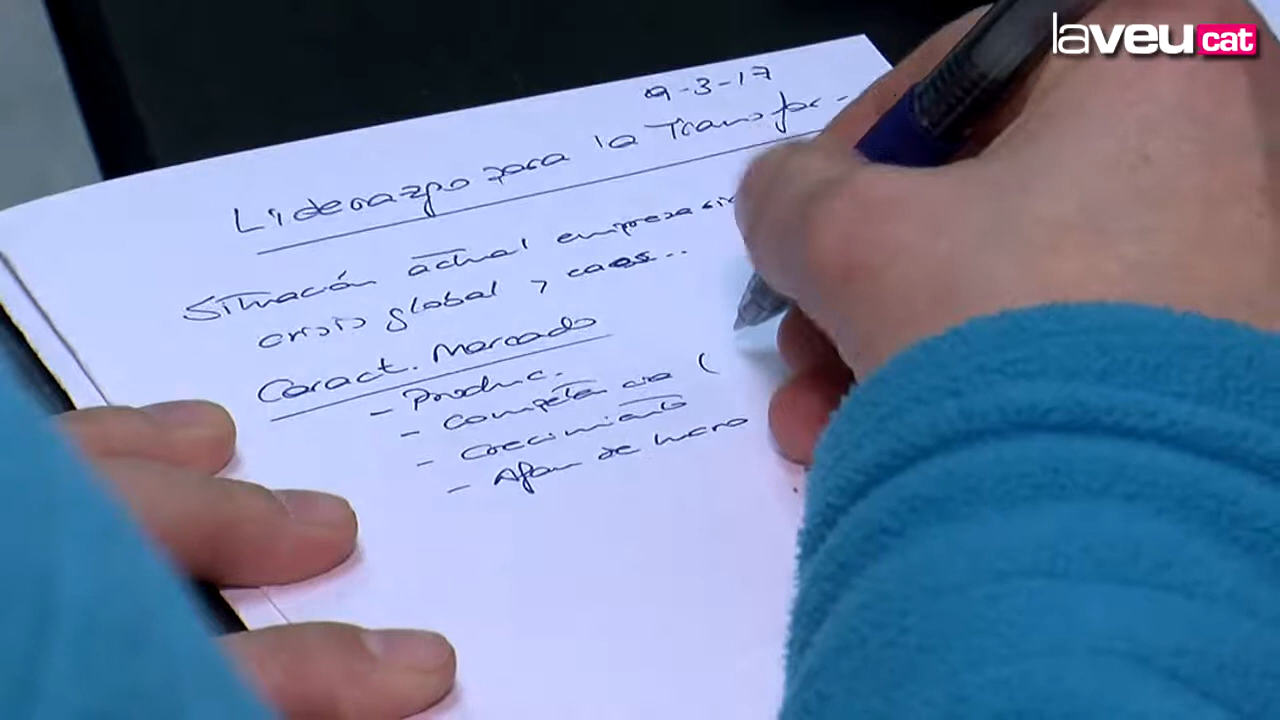 laveu cat
9-3-17
Liderazgo para la Transfor-
Situación actual empresa
crisis global y caos...
Caract. Mercado
- Produc.
- Competencia (
- crecimiento
- Afan de lucro